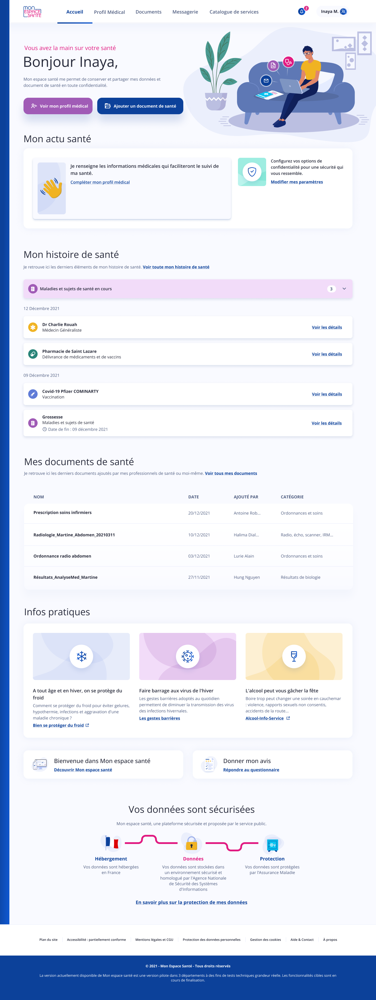 mon
ESPACE
SANTÉ
Accueil
Profil Médical
Documents
Messagerie
Catalogue de services
2
Inaya M.
Vous avez la main sur votre santé
Bonjour Inaya,
Mon espace santé me permet de conserver et partager mes données et
document de santé en toute confidentialité.
Voir mon profil médical
Ajouter un document de santé
Mon actu santé
Je renseigne les informations médicales qui faciliteront le suivi de
ma santé.
Compléter mon profil médical
Configurez vos options de
confidentialité pour une sécurité qui
vous ressemble.
Modifier mes paramètres
Mon histoire de santé
Je retrouve ici les derniers éléments de mon histoire de santé. Voir toute mon histoire de santé
Maladies et sujets de santé en cours
3
12 Décembre 2021
Dr Charlie Rouah
Médecin Généraliste
Voir les détails
Pharmacie de Saint Lazare
Délivrance de médicaments et de vaccins
Voir les détails
09 Décembre 2021
Covid-19 Pfizer COMINARTY
Vaccination
Voir les détails
Grossesse
Maladies et sujets de santé
Date de fin : 09 décembre 2021
Voir les détails
Mes documents de santé
Je retrouve ici les derniers documents ajoutés par mes professionnels de santé ou moi-même. Voir tous mes documents
NOM DATE AJOUTÉ PAR CATÉGORIE
Prescription soins infirmiers 20/12/2021 Antoine Rob... Ordonnances et soins
Radiologie_Martine_Abdomen_20210311 10/12/2021 Halima Dial... Radio, écho, scanner, IRM...
Ordonnance radio abdomen 03/12/2021 Lurie Alain Ordonnances et soins
Résultats_AnalyseMed_Martine 27/11/2021 Hung Nguyen Résultats de biologie
Infos pratiques
A tout âge et en hiver, on se protège du
froid
Comment se protéger du froid pour éviter gelures,
hypothermie, infections et aggravation d'une
maladie chronique ?
Bien se protéger du froid
Faire barrage aux virus de l'hiver
Les gestes barrières adoptés au quotidien
permettent de diminuer la transmission des virus
des infections hivernales.
Les gestes barrières
L'alcool peut vous gâcher la fête
Boire trop peut changer une soirée en cauchemar
: violence, rapports sexuels non consentis,
accidents de la route...
Alcool-Info-Service
Bienvenue dans Mon espace santé
Découvrir Mon espace santé
Donner mon avis
Répondre au questionnaire
Vos données sont sécurisées
Mon espace santé, une plateforme sécurisée et proposée par le service public.
Hébergement
Vos données sont hébergées
en France
Données
Vos données sont stockées dans
un environnement sécurisé et
homologué par l'Agence Nationale
de Sécurité des Systèmes
d'Informations
Protection
Vos données sont protégées
par l'Assurance Maladie
En savoir plus sur la protection de mes données
Plan du site
Accessibilité : partiellement conforme
Mentions légales et CGU
Protection des données personnelles
Gestion des cookies
Aide & Contact
À propos
© 2021 - Mon Espace Santé - Tous droits réservés
La version actuellement disponible de Mon espace santé est une version pilote dans 3 départements à des fins de tests techniques grandeur réelle. Les fonctionnalités cibles sont en
cours de finalisation.